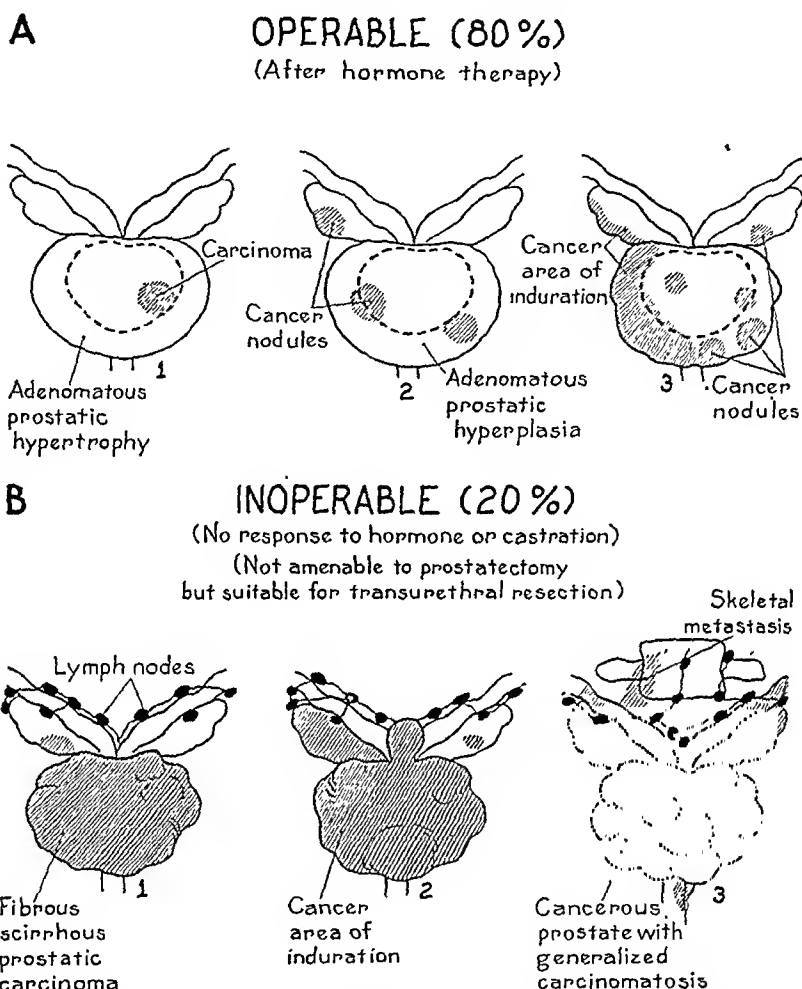 A
OPERABLE (80%)
(After hormone therapy)
Carcinoma
Cancer
nodules
Cancer
area of
induration
1
Adenomatous
prostatic
hypertrophy
2
Adenomatous
prostatic
hyperplasia
3
Cancer
nodules
B
INOPERABLE (20%)
(No response to hormone or castration)
(Not amenable to prostatectomy
but suitable for transurethral resection)
Skeletal
metastasis
Lymph nodes
1
Fibrous
scirrhous
prostatic
carcinoma
2
Cancer
area of
induration
3
Cancerous
prostate with
generalized
carcinomatosis